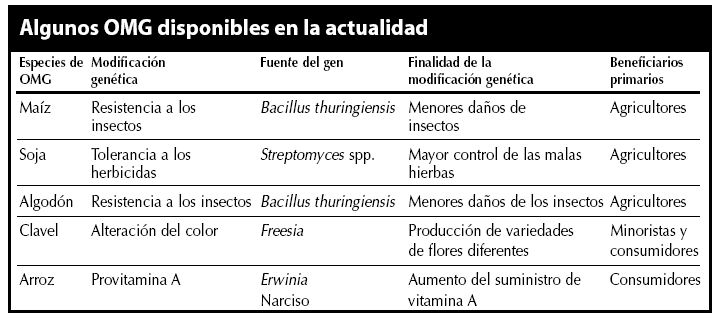 Algunos OMG disponibles en la actualidad
Especies de OMG Modificación genética Fuente del gen Finalidad de la modificación genética Beneficiarios primarios
Maíz Resistencia a los insectos Bacillus thuringiensis Menores daños de insectos Agricultores
Soja Tolerancia a los herbicidas Streptomyces spp. Mayor control de las malas hierbas Agricultores
Algodón Resistencia a los insectos Bacillus thuringiensis Menores daños de los insectos Agricultores
Clavel Alteración del color Freesia Producción de variedades de flores diferentes Minoristas y consumidores
Arroz Provitamina A Erwinia Narciso Aumento del suministro de vitamina A Consumidores